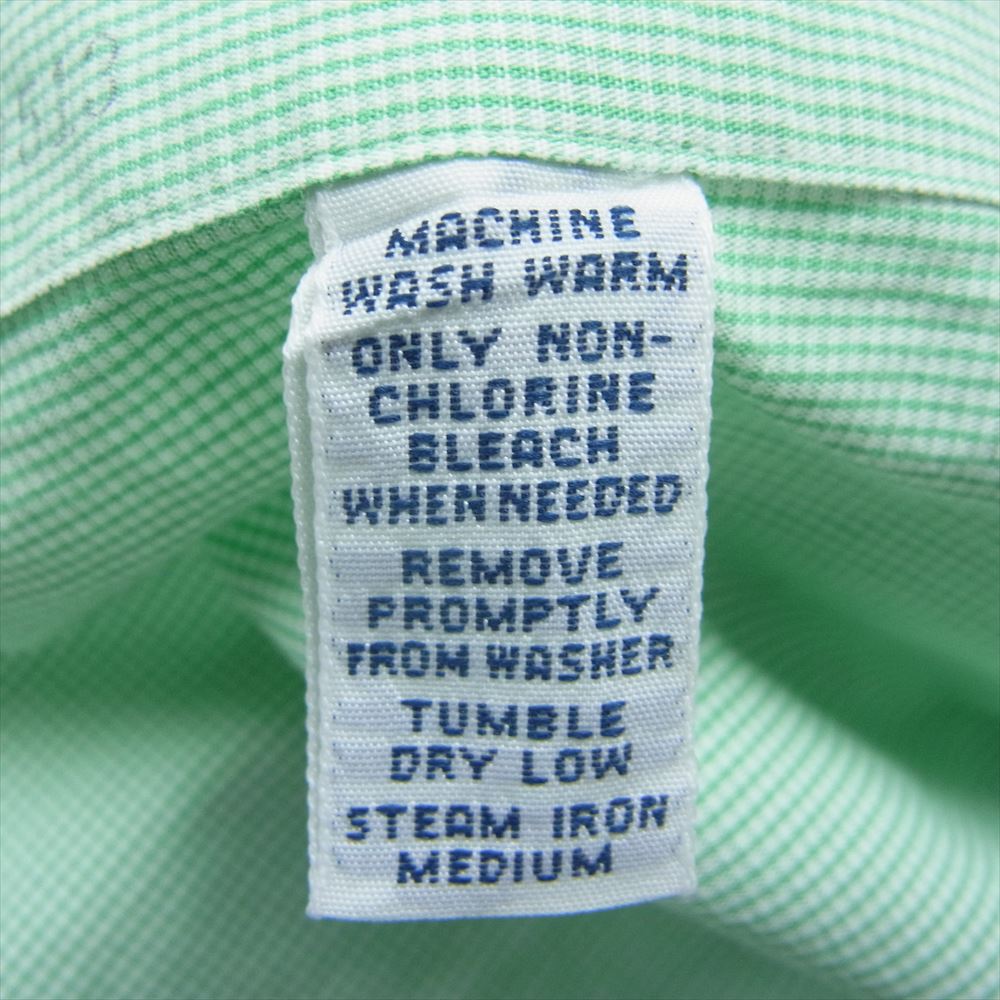 MACHINE
WASH WARM
ONLY NON-
CHLORINE
BLEACH
WHEN NEEDED
REMOVE
PROMPTLY
FROM WASHER
TUMBLE
DRY LOW
STEAM IRON
MEDIUM